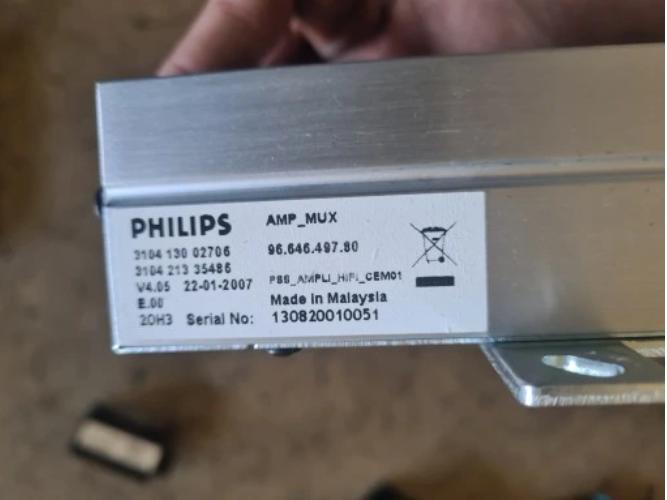 PHILIPS
AMP_MUX
3104 130 02706
96.646.497.80
3104 213 35486
V4.05 22-01-2007
PSS_AMPLI_HIFI_CEM01
E.00
Made in Malaysia
20H3 Serial No: 130820010051